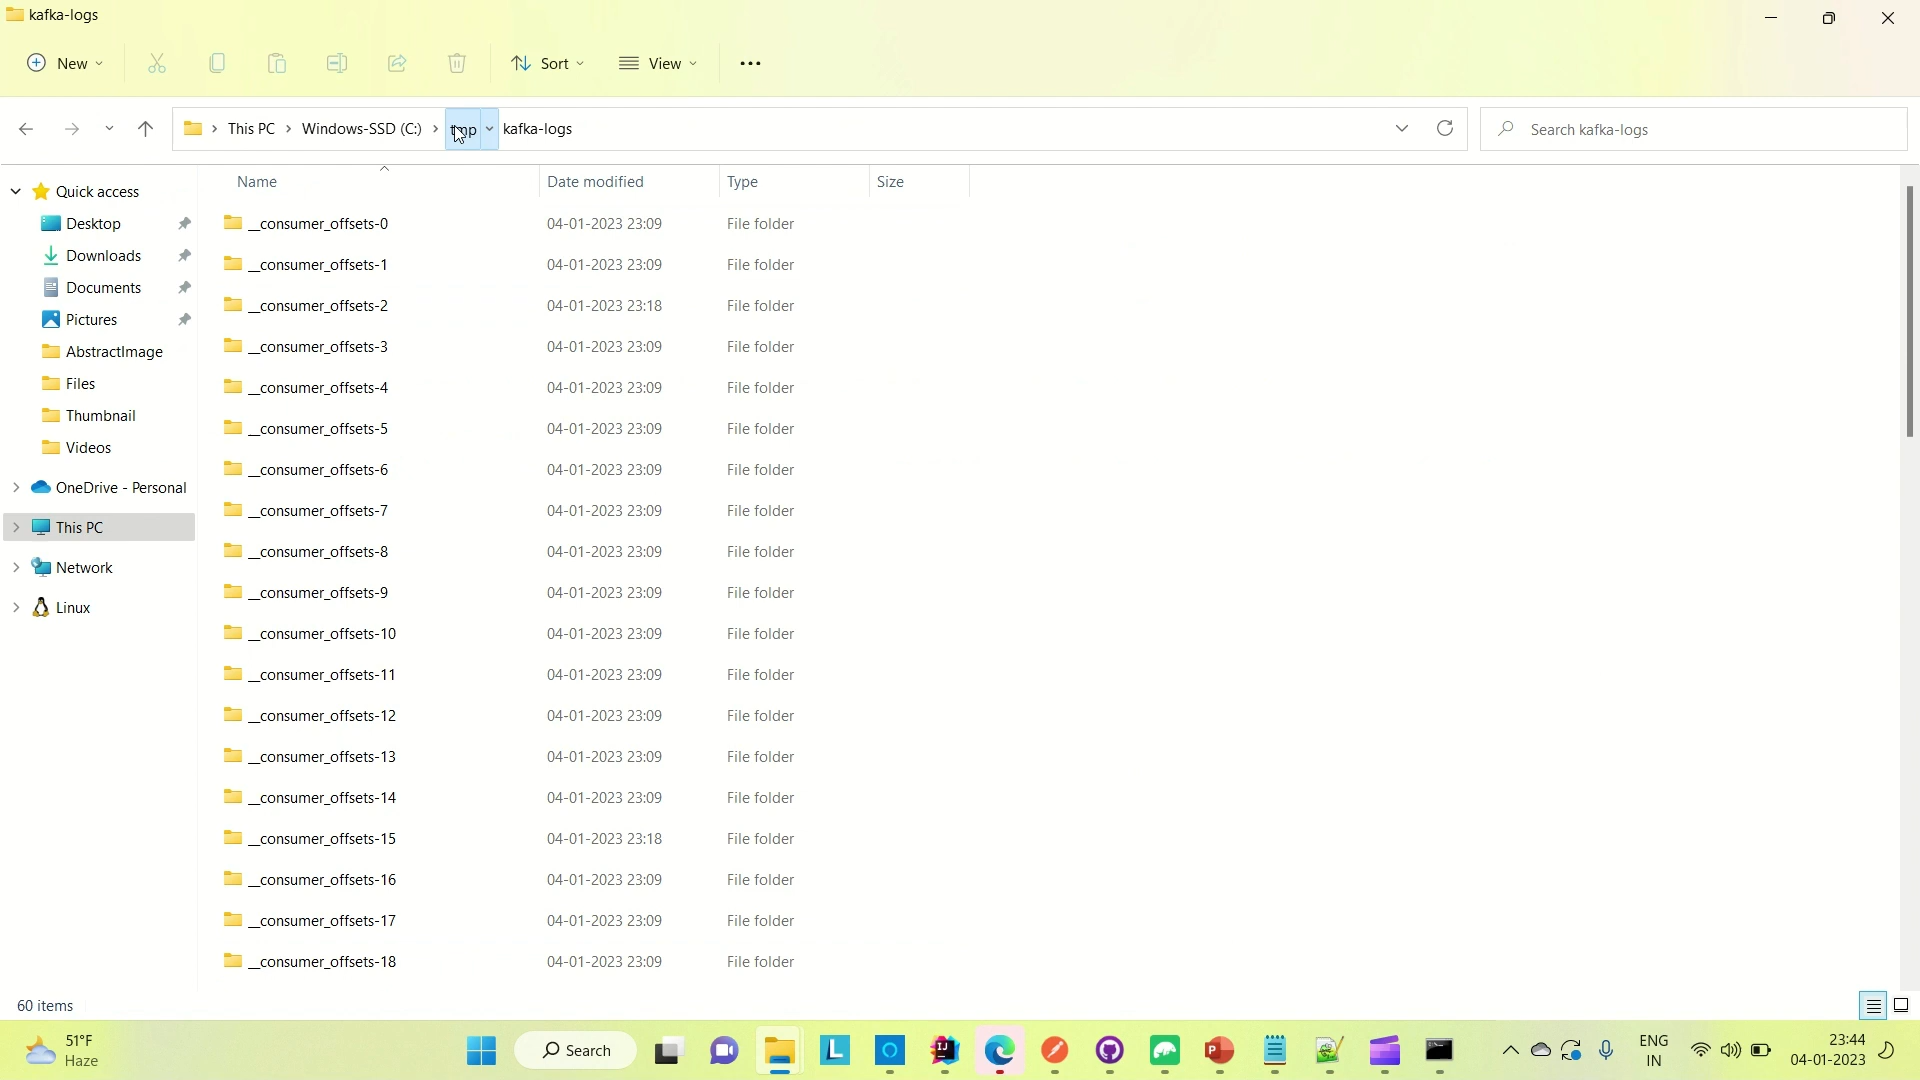 kafka-logs
New
Sort
View
This PC
Windows-SSD (C:)
tmp
kafka-logs
Search kafka-logs
Name
Date modified
Type
Size
Quick access
Desktop
Downloads
Documents
Pictures
AbstractImage
Files
Thumbnail
Videos
OneDrive - Personal
This PC
Network
Linux
__consumer_offsets-0 04-01-2023 23:09 File folder
__consumer_offsets-1 04-01-2023 23:09 File folder
__consumer_offsets-2 04-01-2023 23:18 File folder
__consumer_offsets-3 04-01-2023 23:09 File folder
__consumer_offsets-4 04-01-2023 23:09 File folder
__consumer_offsets-5 04-01-2023 23:09 File folder
__consumer_offsets-6 04-01-2023 23:09 File folder
__consumer_offsets-7 04-01-2023 23:09 File folder
__consumer_offsets-8 04-01-2023 23:09 File folder
__consumer_offsets-9 04-01-2023 23:09 File folder
__consumer_offsets-10 04-01-2023 23:09 File folder
__consumer_offsets-11 04-01-2023 23:09 File folder
__consumer_offsets-12 04-01-2023 23:09 File folder
__consumer_offsets-13 04-01-2023 23:09 File folder
__consumer_offsets-14 04-01-2023 23:09 File folder
__consumer_offsets-15 04-01-2023 23:18 File folder
__consumer_offsets-16 04-01-2023 23:09 File folder
__consumer_offsets-17 04-01-2023 23:09 File folder
__consumer_offsets-18 04-01-2023 23:09 File folder
60 items
51°F
Haze
Search
ENG
IN
23:44
04-01-2023